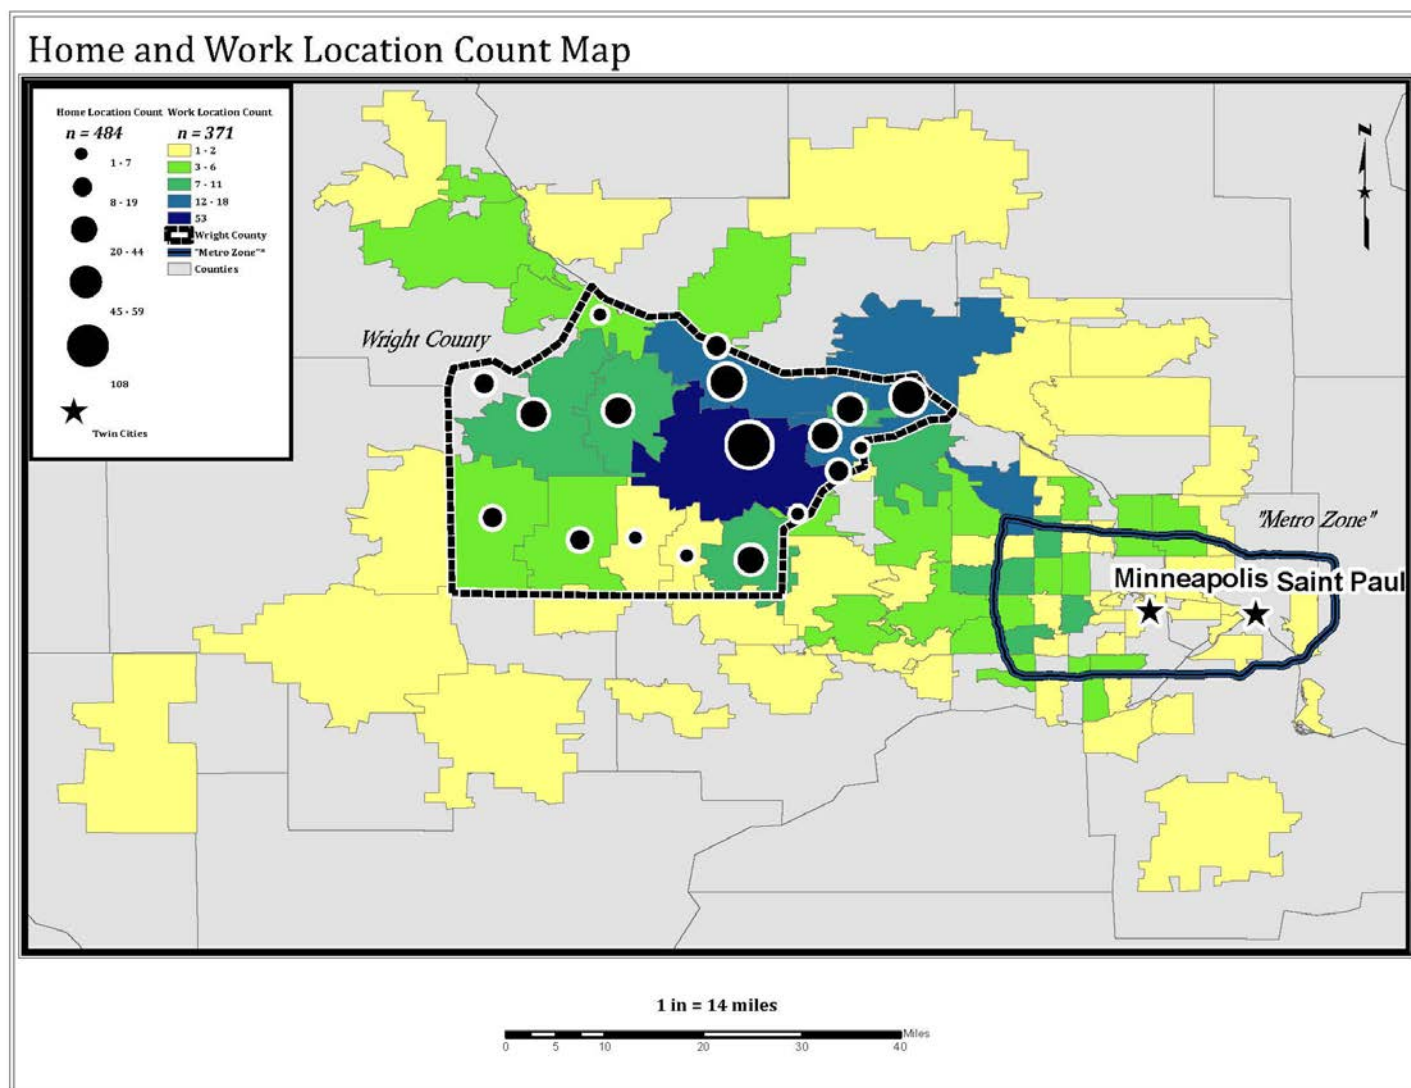 Home and Work Location Count Map
Home Location Count Work Location Count
n = 484 n = 371
1 - 7
8 - 19
20 - 44
45 - 59
108
Twin Cities
1 - 2
3 - 6
7 - 11
12 - 18
53
Wright County
"Metro Zone"*
Counties
N
Wright County
"Metro Zone"
Minneapolis Saint Paul
1 in = 14 miles
Miles
0 5 10 20 30 40